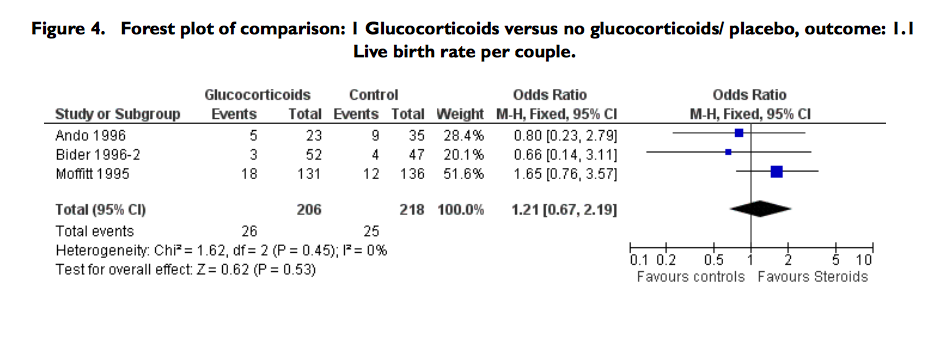 Figure 4. Forest plot of comparison: 1 Glucocorticoids versus no glucocorticoids/ placebo, outcome: 1.1
Live birth rate per couple.
Glucocorticoids Control Odds Ratio Odds Ratio
Study or Subgroup Events Total Events Total Weight M-H, Fixed, 95% CI M-H, Fixed, 95% CI
Ando 1996 5 23 9 35 28.4% 0.80 [0.23, 2.79]
Bider 1996-2 3 52 4 47 20.1% 0.66 [0.14, 3.11]
Moffitt 1995 18 131 12 136 51.6% 1.65 [0.76, 3.57]
Total (95% CI) 206 218 100.0% 1.21 [0.67, 2.19]
Total events 26 25
Heterogeneity: Chi² = 1.62, df = 2 (P = 0.45); I² = 0%
Test for overall effect: Z = 0.62 (P = 0.53)
0.1 0.2 0.5 1 2 5 10
Favours controls Favours Steroids